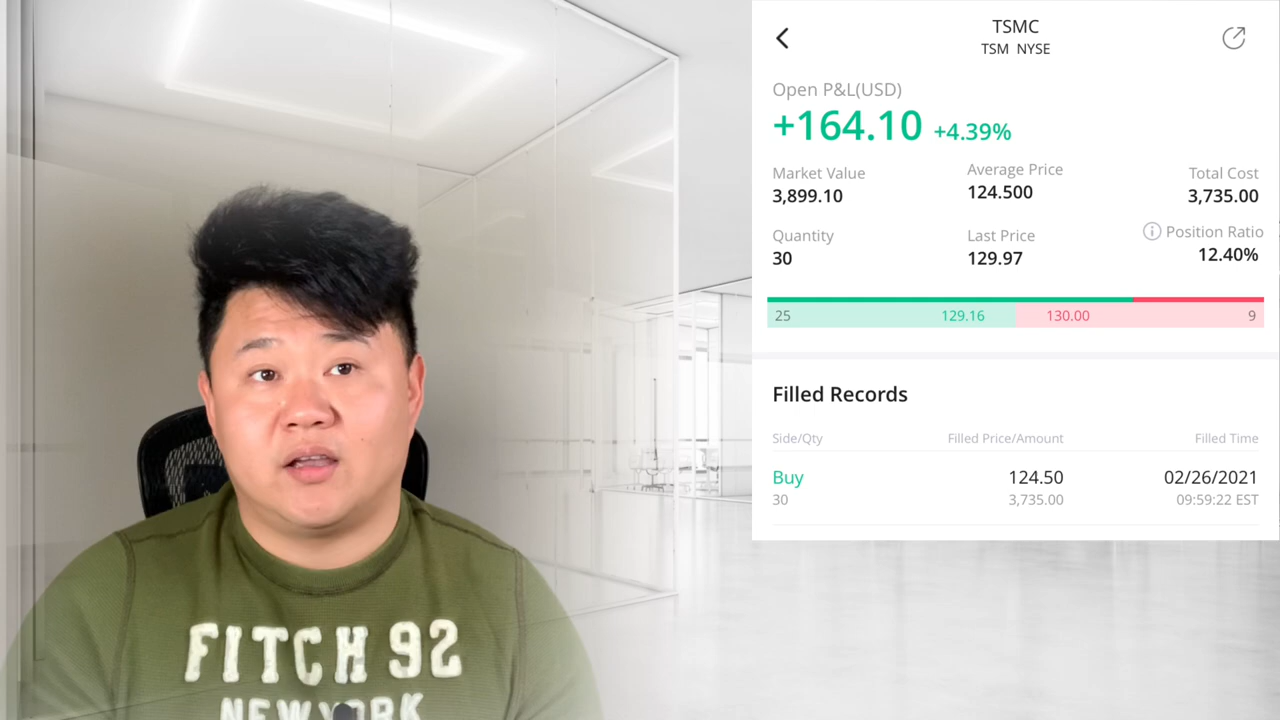 TSMC
TSM NYSE
Open P&L(USD)
+164.10 +4.39%
Market Value Average Price Total Cost
3,899.10 124.500 3,735.00
Quantity Last Price Position Ratio
30 129.97 12.40%
25 129.16 130.00 9
Filled Records
Side/Qty Filled Price/Amount Filled Time
Buy 124.50 02/26/2021
30 3,735.00 09:59:22 EST
FITCH 92
NEW YORK